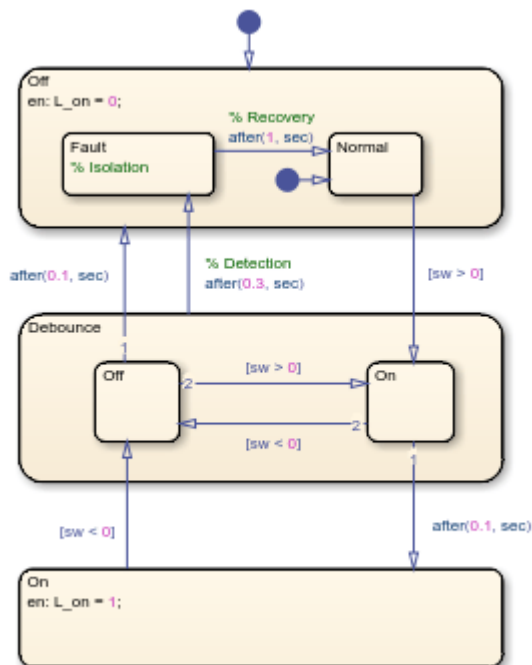 Off
en: L_on = 0;
% Recovery
after(1, sec)
Fault
% Isolation
Normal
after(0.1, sec)
% Detection
after(0.3, sec)
[sw > 0]
Debounce
1
Off
2
[sw > 0]
On
[sw < 0]
2
1
[sw < 0]
after(0.1, sec)
On
en: L_on = 1;